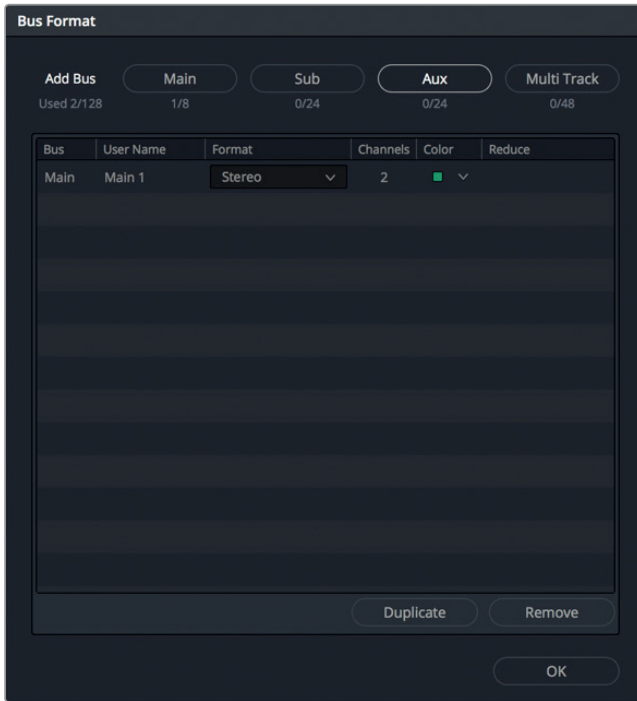 Bus Format
Add Bus Main Sub Aux Multi Track
Used 2/128 1/8 0/24 0/24 0/48
Bus User Name Format Channels Color Reduce
Main Main 1 Stereo 2
Duplicate Remove
OK